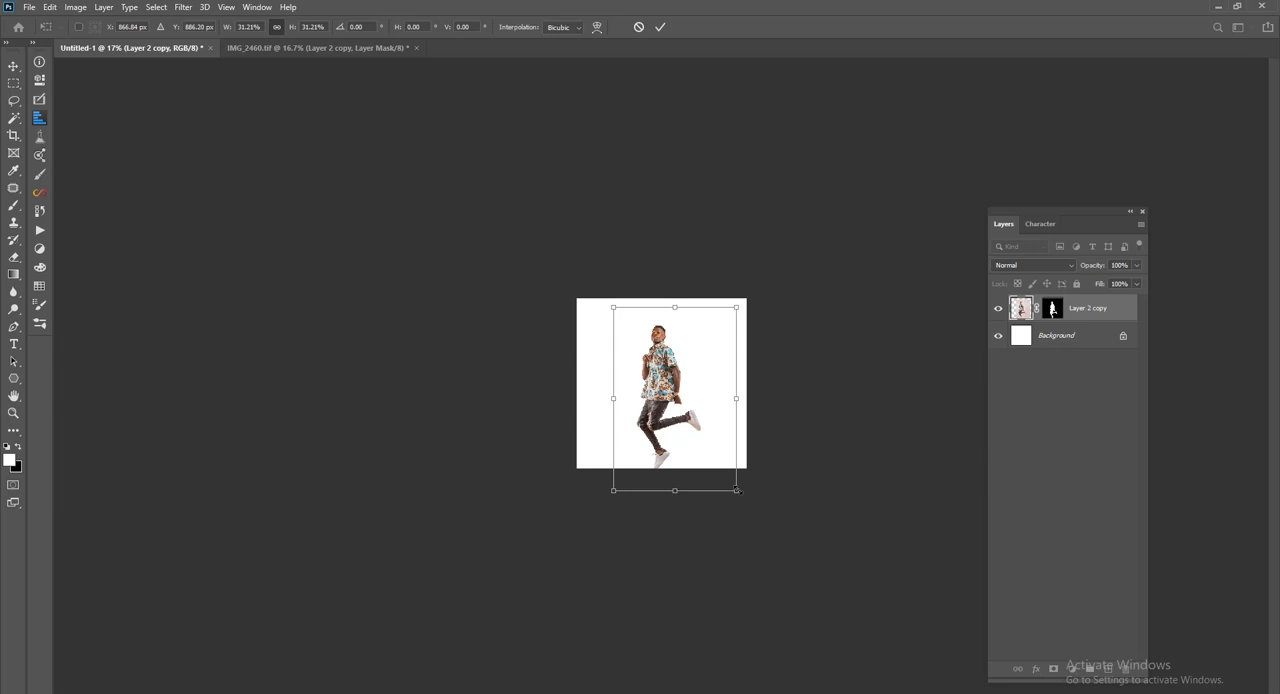 Ps File Edit Image Layer Type Select Filter 3D View Window Help
X: 866.84 px Y: 886.20 px W: 31.21% H: 31.21% 0.00 ° H: 0.00 ° V: 0.00 ° Interpolation: Bicubic
Untitled-1 @ 17% (Layer 2 copy, RGB/8) * × IMG_2460.tif @ 16.7% (Layer 2 copy, Layer Mask/8) * ×
Layers Character
Kind
Normal Opacity: 100%
Lock: Fill: 100%
Layer 2 copy
Background
fx
Activate Windows
Go to Settings to activate Windows.